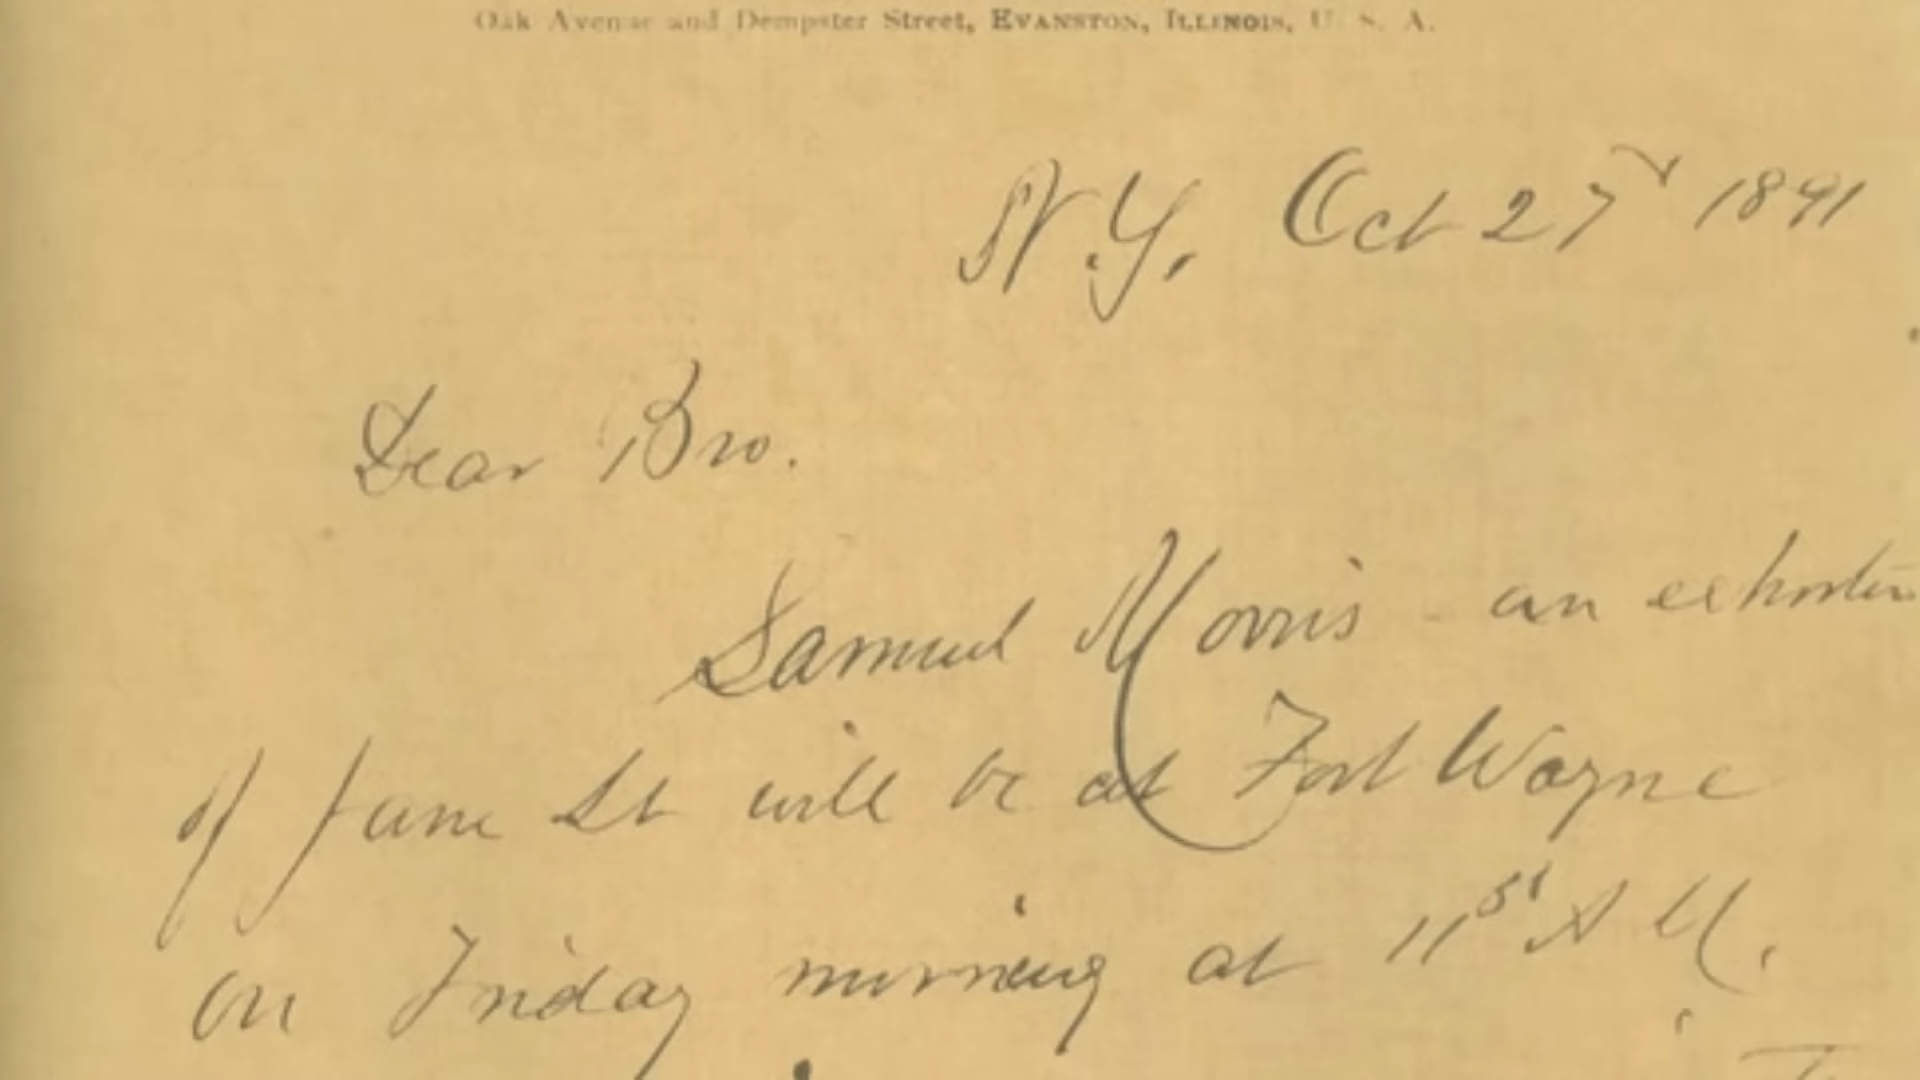 Oak Avenue and Dempster Street, EVANSTON, ILLINOIS, U. S. A.
N.Y. Oct 27 1891
Dear Bro.
Samuel Morris - an
of Jane St will be at Fort Wayne
on Friday morning at 11 5 A M.